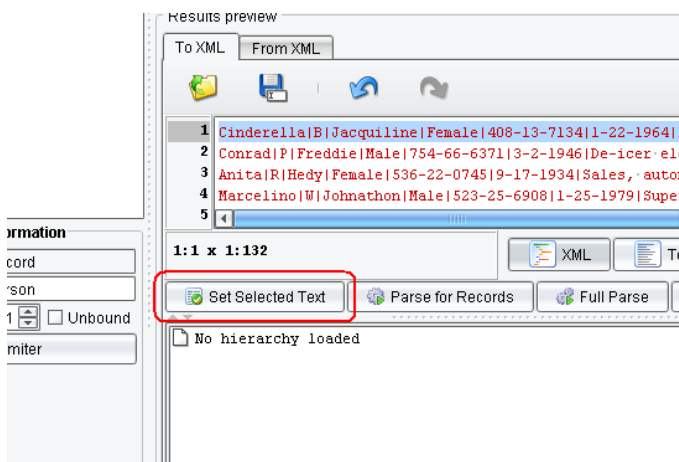 Results preview
To XML From XML
1 Cinderella|B|Jacquiline|Female|408-13-7134|1-22-1964|
2 Conrad|P|Freddie|Male|754-66-6371|3-2-1946|De-icer·el
3 Anita|R|Hedy|Female|536-22-0745|9-17-1934|Sales,·auto
4 Marcelino|W|Johnathon|Male|523-25-6908|1-25-1979|Supe
5
ormation
1:1 x 1:132 XML T
cord
rson
Set Selected Text Parse for Records Full Parse
1 Unbound
miter
No hierarchy loaded